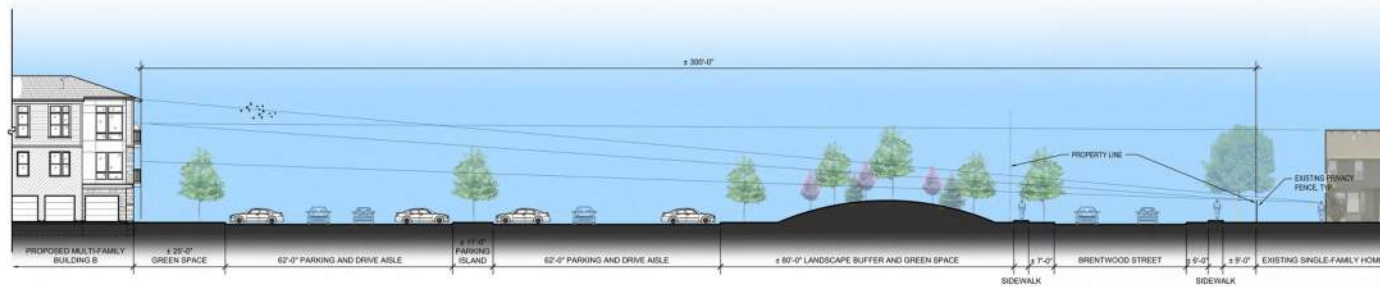 ± 300'-0"
PROPERTY LINE
EXISTING PRIVACY
FENCE, TYP.
PROPOSED MULTI-FAMILY
BUILDING B
± 25'-0"
GREEN SPACE
62'-0" PARKING AND DRIVE AISLE
± 11'-6"
PARKING
ISLAND
62'-0" PARKING AND DRIVE AISLE
± 80'-0" LANDSCAPE BUFFER AND GREEN SPACE
SIDEWALK
± 7'-0"
BRENTWOOD STREET
± 6'-0"
SIDEWALK
± 9'-0"
EXISTING SINGLE-FAMILY HOM